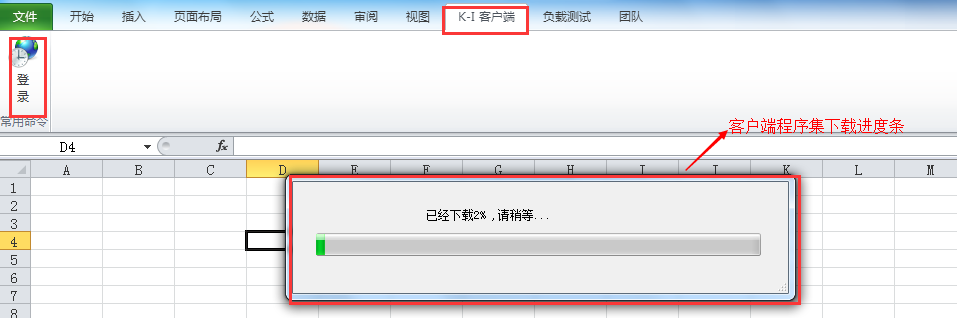 文件 开始 插入 页面布局 公式 数据 审阅 视图 K-I 客户端 负载测试 团队
登
录
常用命令
客户端程序集下载进度条
D4 fx
A B C D E F G H I J K L M
1
2
已经下载2%，请稍等...
3
4
5
6
7
8